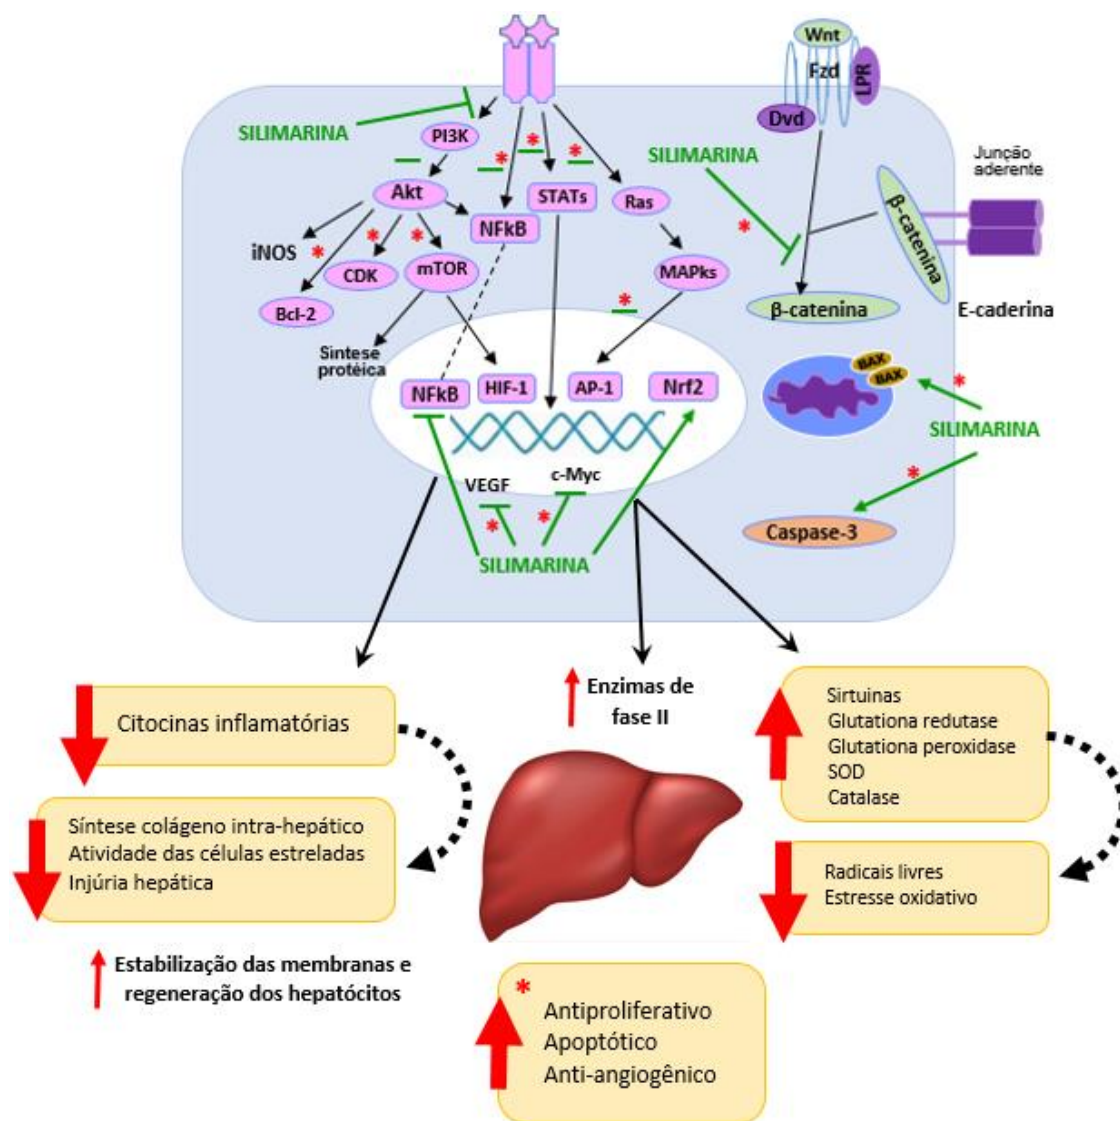 Wnt
Fzd
LPR
Dvd
SILIMARINA
PI3K
*
*
*
SILIMARINA
Junção
aderente
Akt
STATs
Ras
β-catenina
NFkB
*
iNOS
*
*
*
CDK
mTOR
MAPks
Bcl-2
*
β-catenina
E-caderina
Sintese
protéica
BAX
BAX
*
NFkB
HIF-1
AP-1
Nrf2
SILIMARINA
VEGF
c-Myc
*
*
*
Caspase-3
SILIMARINA
Citocinas inflamatórias
Enzimas de
fase II
Sirtuinas
Glutationa redutase
Glutationa peroxidase
SOD
Catalase
Síntese colágeno intra-hepático
Atividade das células estreladas
Injúria hepática
Radicais livres
Estresse oxidativo
Estabilização das membranas e
regeneração dos hepatócitos
*
Antiproliferativo
Apoptótico
Anti-angiogênico